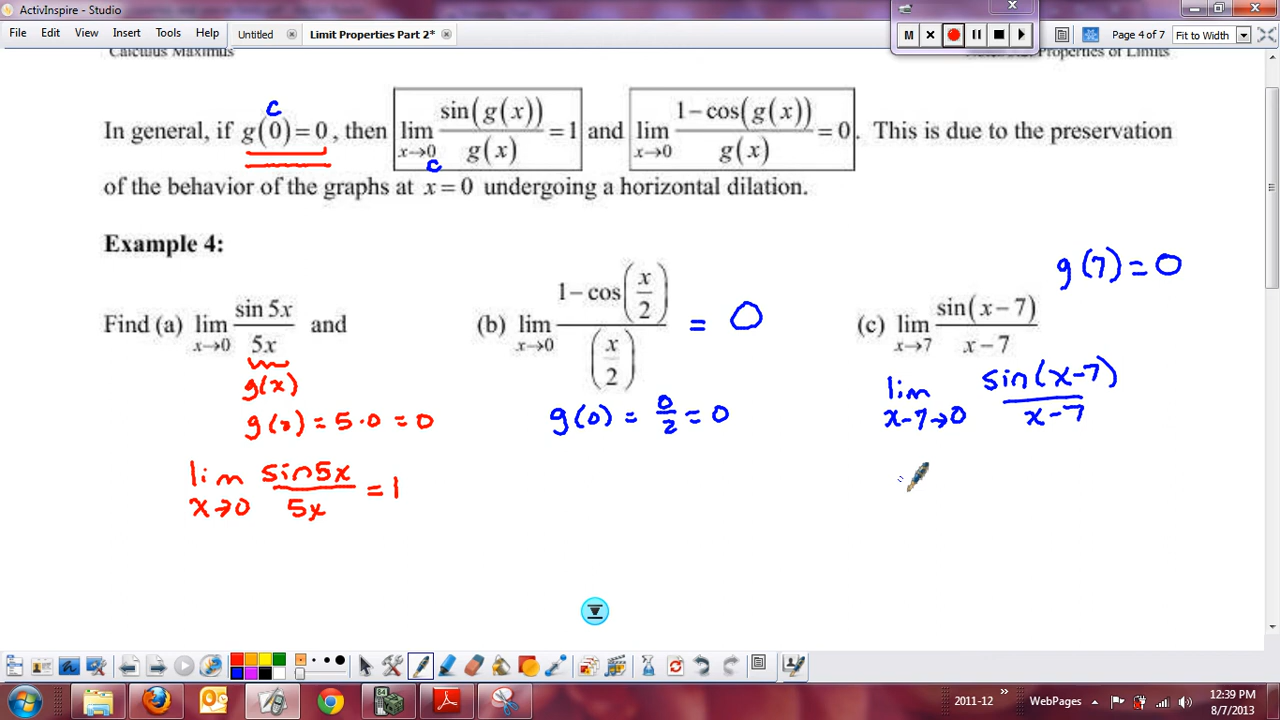 ActivInspire - Studio
File Edit View Insert Tools Help Untitled Limit Properties Part 2* Page 4 of 7 Fit to Width
M
Calculus Maximus Properties of Limits
c
In general, if g(0) = 0, then lim x→0 sin(g(x))/g(x) = 1 and lim x→0 1−cos(g(x))/g(x) = 0. This is due to the preservation
c
of the behavior of the graphs at x = 0 undergoing a horizontal dilation.
Example 4:
g(7) = 0
Find (a) lim x→0 sin 5x/5x and (b) lim x→0 1−cos(x/2)/(x/2) = 0 (c) lim x→7 sin(x−7)/x−7
g(x)
g(0) = 5·0 = 0
g(0) = 0/2 = 0
lim x-7→0 sin(x-7)/x-7
lim x→0 sin5x/5x = 1
2011-12 » WebPages
12:39 PM
8/7/2013